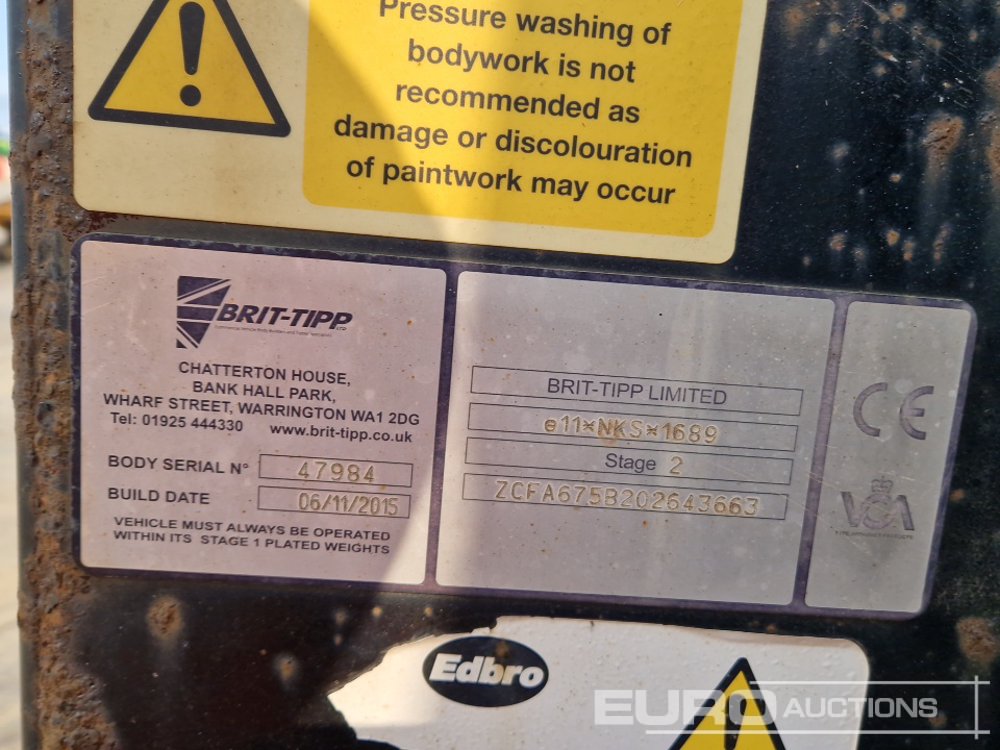 Pressure washing of
bodywork is not
recommended as
damage or discolouration
of paintwork may occur
BRIT-TIPP LTD
CHATTERTON HOUSE,
BANK HALL PARK,
WHARF STREET, WARRINGTON WA1 2DG
Tel: 01925 444330 www.brit-tipp.co.uk
BODY SERIAL N° 47984
BUILD DATE 06/11/2015
VEHICLE MUST ALWAYS BE OPERATED
WITHIN ITS STAGE 1 PLATED WEIGHTS
BRIT-TIPP LIMITED
e11*NKS*1689
Stage 2
ZCFA675B202643663
CE
VCA
Edbro
EURO AUCTIONS